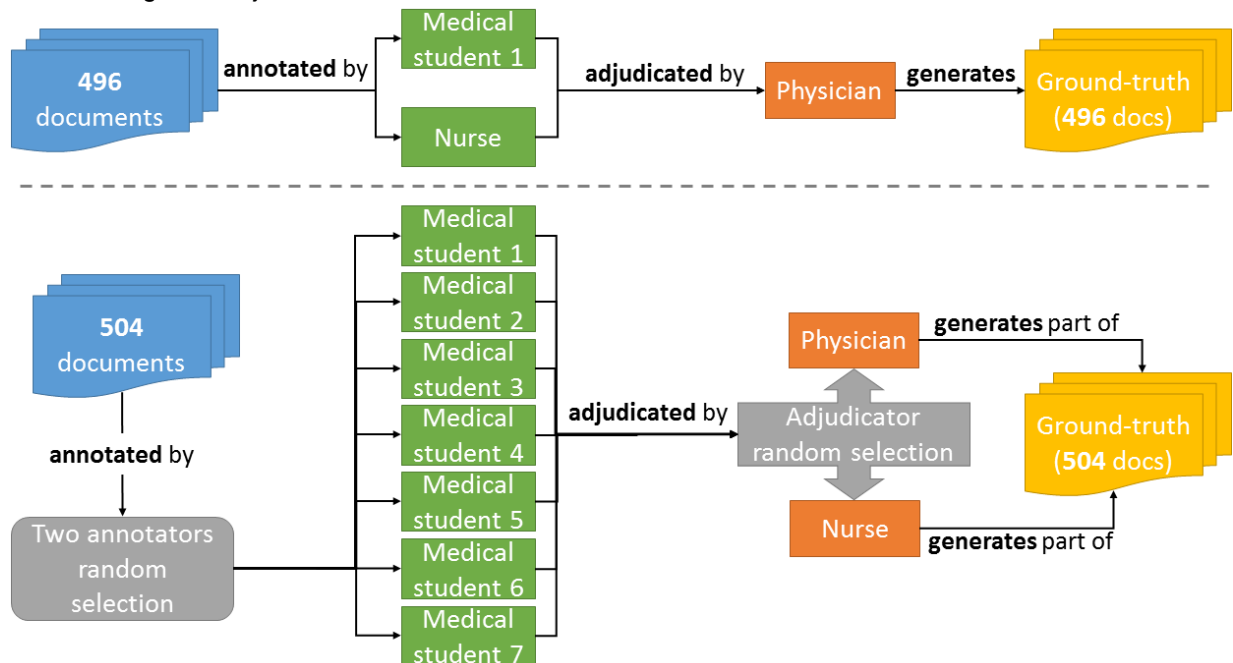 Medical
student 1
496
documents
annotated by
Nurse
adjudicated by
Physician
generates
Ground-truth
(496 docs)
504
documents
annotated by
Two annotators
random
selection
Medical
student 1
Medical
student 2
Medical
student 3
Medical
student 4
Medical
student 5
Medical
student 6
Medical
student 7
adjudicated by
Physician
Adjudicator
random selection
Nurse
generates part of
generates part of
Ground-truth
(504 docs)